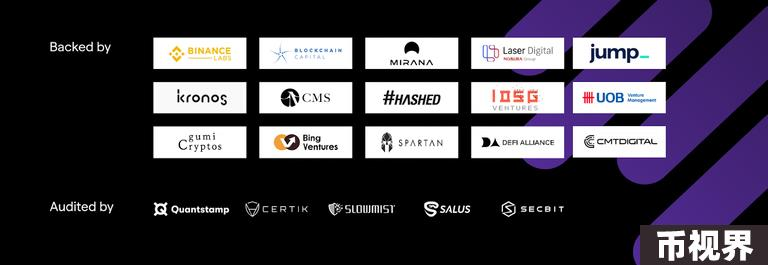 Backed by
BINANCE
LABS
BLOCKCHAIN
CAPITAL
MIRANA
Laser Digital
NOMURA Group
jump_
kronos
CMS
#HASHED
IOSG
VENTURES
UOB Venture
Management
gumi
Cryptos
Bing
Ventures
SPARTAN
DEFI ALLIANCE
CMTDIGITAL
Audited by
Quantstamp
CERTIK
SLOWMIST
SALUS
SECBIT
币视界